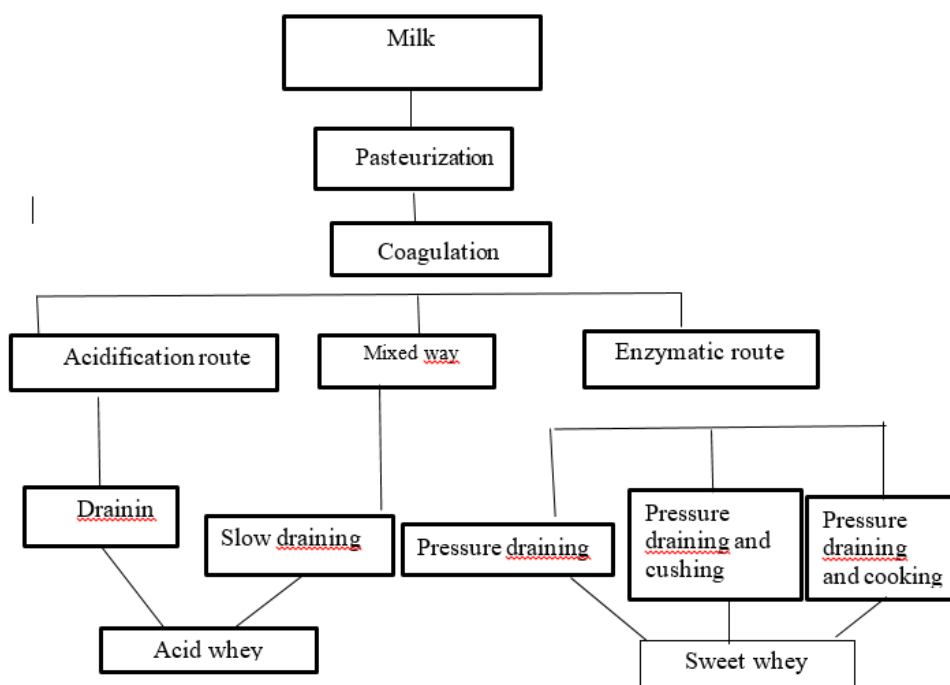 Milk
Pasteurization
Coagulation
Acidification route
Mixed way
Enzymatic route
Drainin
Slow draining
Pressure draining
Pressure
draining and
cushing
Pressure
draining
and cooking
Acid whey
Sweet whey